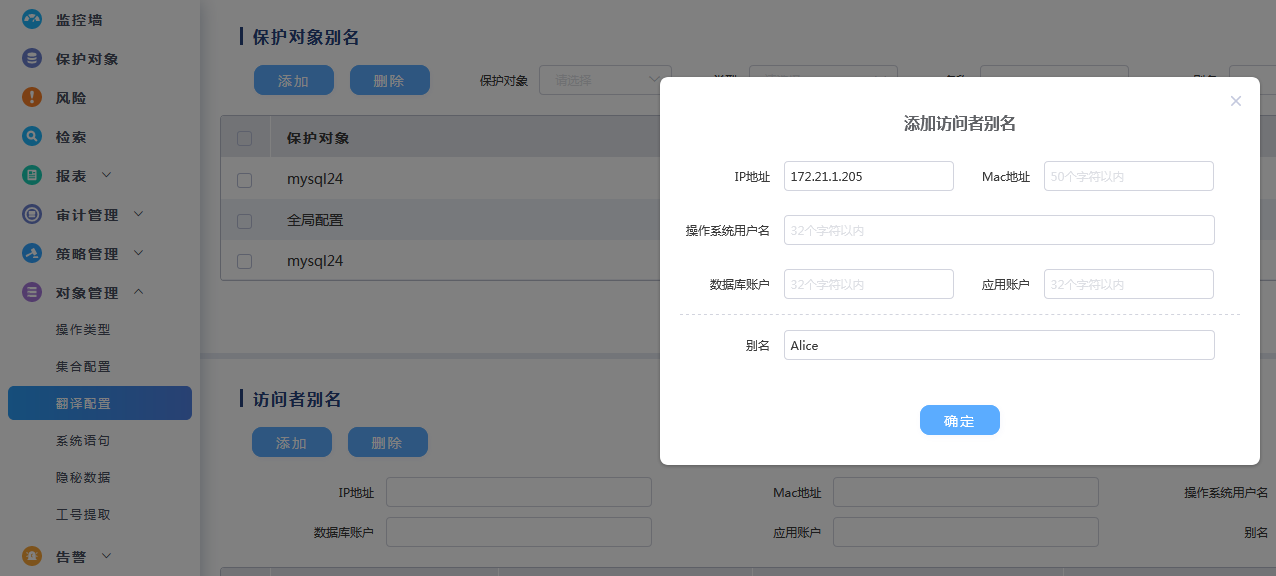 监控墙
保护对象
风险
检索
报表
审计管理
策略管理
对象管理
操作类型
集合配置
翻译配置
系统语句
隐秘数据
工号提取
告警
保护对象别名
添加 删除 保护对象 请选择
保护对象
mysql24
全局配置
mysql24
访问者别名
添加 删除
IP地址 Mac地址 操作系统用户名
数据库账户 应用账户 别名
添加访问者别名
IP地址 172.21.1.205 Mac地址 50个字符以内
操作系统用户名 32个字符以内
数据库账户 32个字符以内 应用账户 32个字符以内
别名 Alice
确定